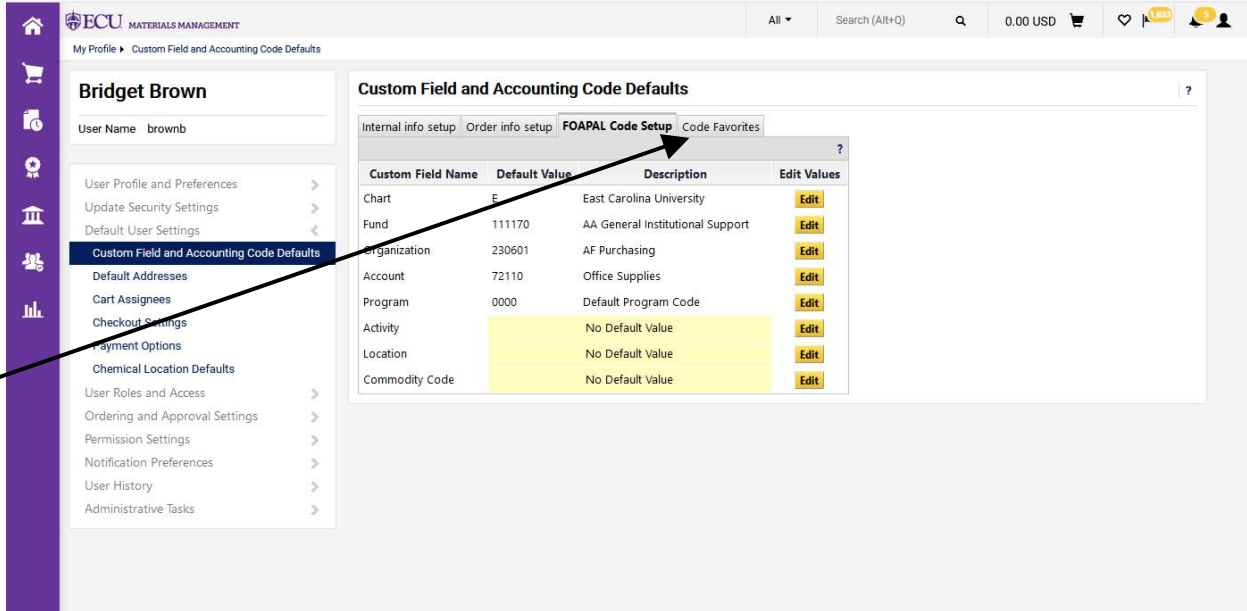 ECU MATERIALS MANAGEMENT
All
Search (Alt+Q)
0.00 USD
1,033
5
My Profile
Custom Field and Accounting Code Defaults
Bridget Brown
User Name brownb
User Profile and Preferences
Update Security Settings
Default User Settings
Custom Field and Accounting Code Defaults
Default Addresses
Cart Assignees
Checkout Settings
Payment Options
Chemical Location Defaults
User Roles and Access
Ordering and Approval Settings
Permission Settings
Notification Preferences
User History
Administrative Tasks
Custom Field and Accounting Code Defaults ?
Internal info setup Order info setup FOAPAL Code Setup Code Favorites
?
Custom Field Name Default Value Description Edit Values
Chart E East Carolina University Edit
Fund 111170 AA General Institutional Support Edit
Organization 230601 AF Purchasing Edit
Account 72110 Office Supplies Edit
Program 0000 Default Program Code Edit
Activity No Default Value Edit
Location No Default Value Edit
Commodity Code No Default Value Edit